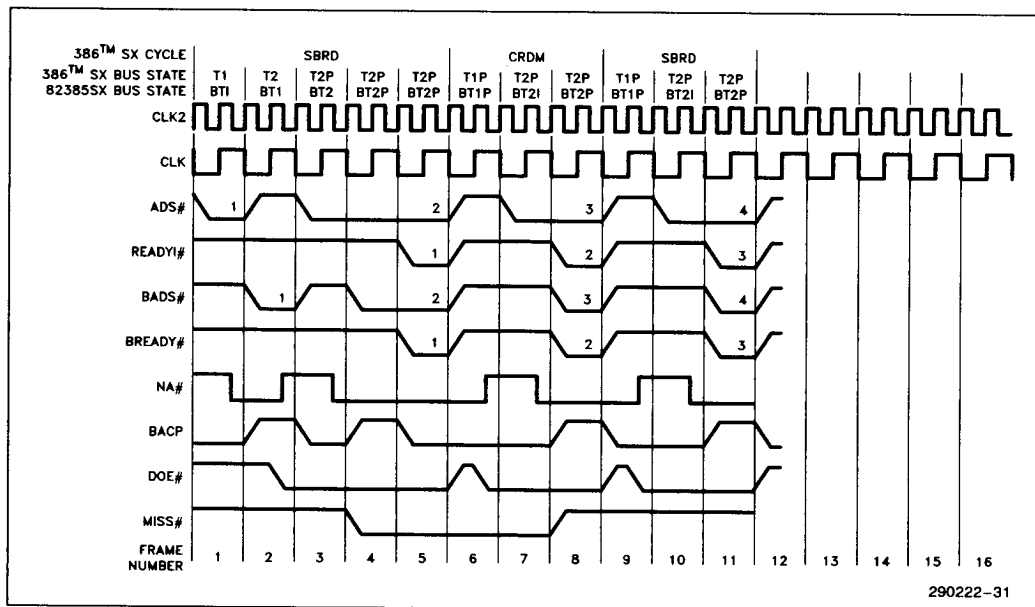 386™ SX CYCLE SBRD CRDM SBRD
386™ SX BUS STATE T1 T2 T2P T2P T2P T1P T2P T2P T1P T2P T2P
82385SX BUS STATE BTI BT1 BT2 BT2P BT2P BT1P BT2I BT2P BT1P BT2I BT2P
CLK2
CLK
ADS# 1 2 3 4
READYI# 1 2 3
BADS# 1 2 3 4
BREADY# 1 2 3
NA#
BACP
DOE#
MISS#
FRAME
NUMBER 1 2 3 4 5 6 7 8 9 10 11 12 13 14 15 16
290222-31